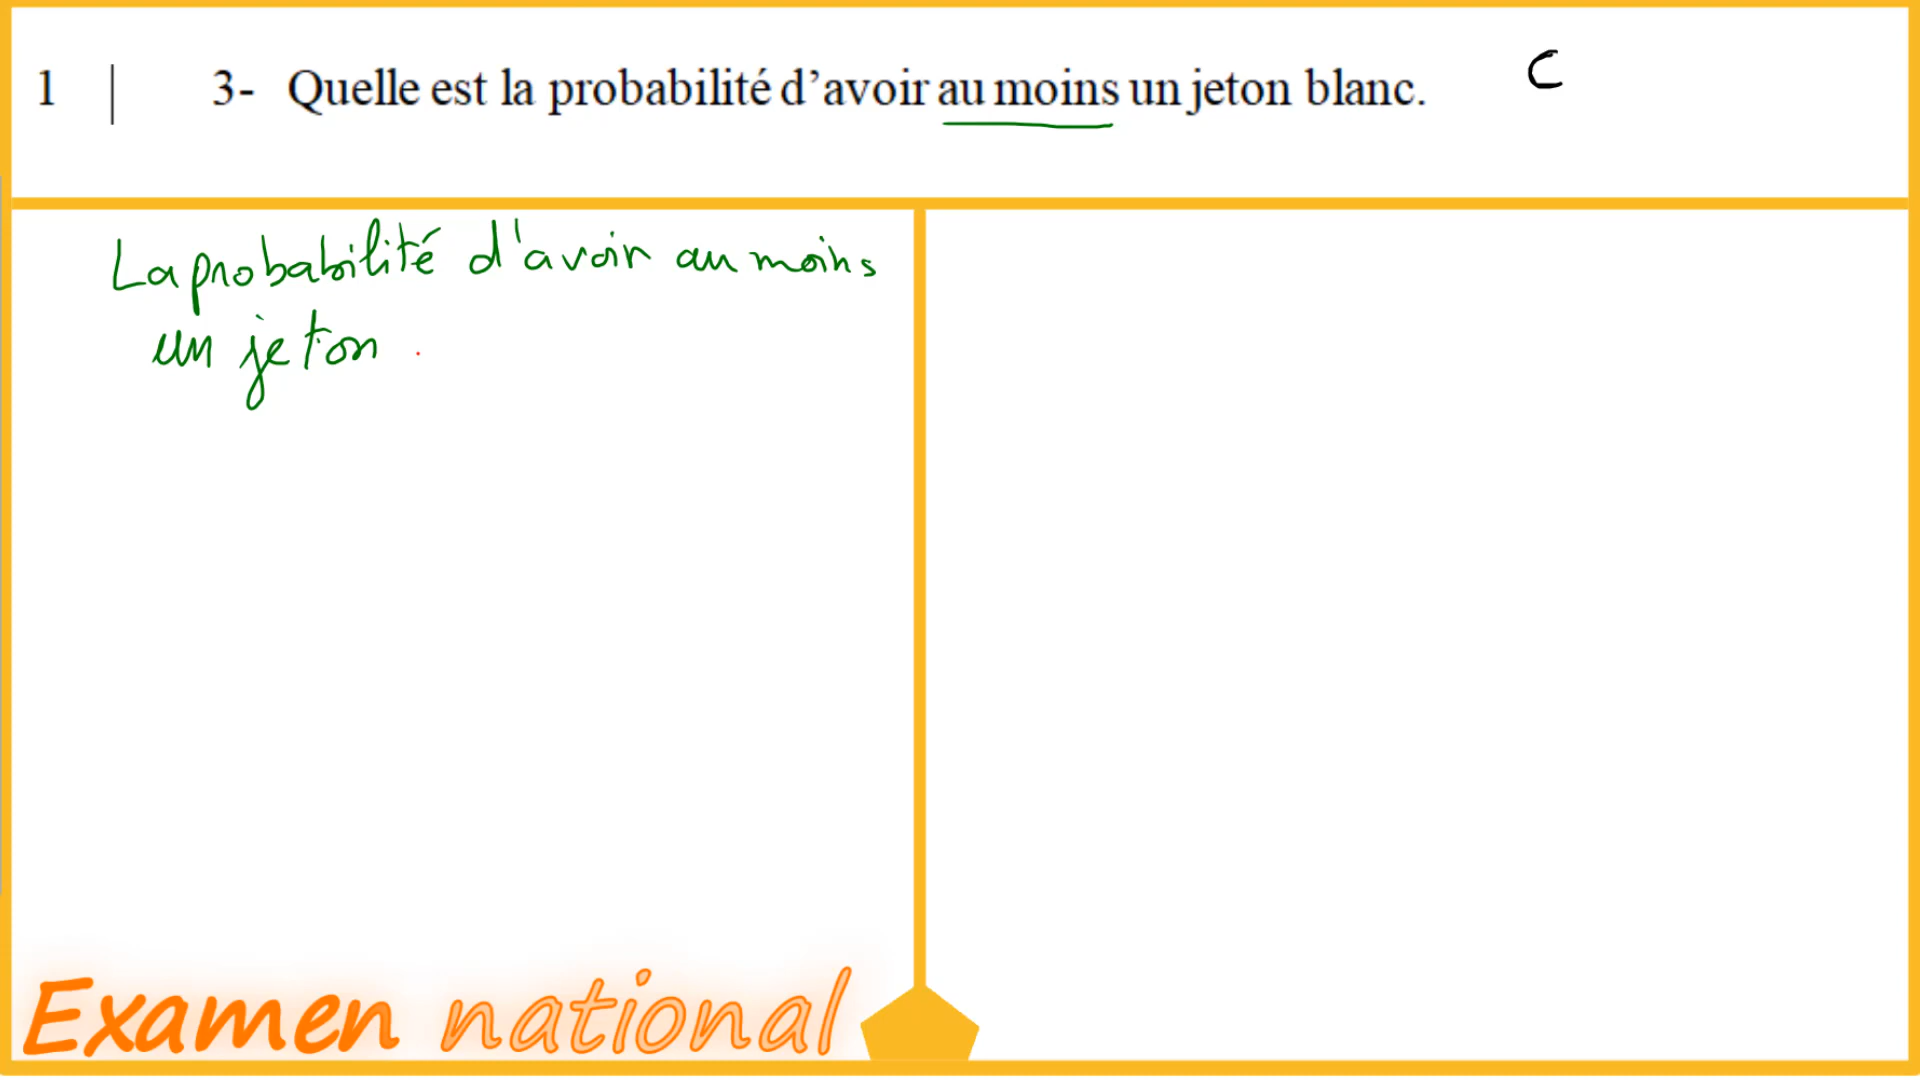 1 | 3- Quelle est la probabilité d’avoir au moins un jeton blanc. C
La probabilité d'avoir au moins
un jeton
Examen national